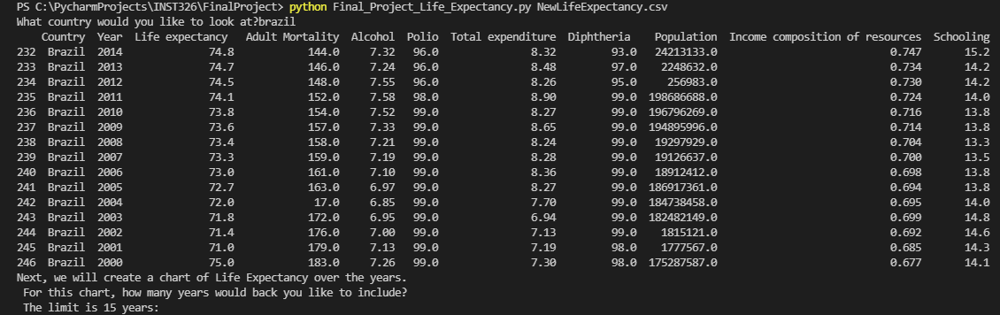 PS C:\PycharmProjects\INST326\FinalProject> python Final_Project_Life_Expectancy.py NewLifeExpectancy.csv
What country would you like to look at?brazil
Country Year Life expectancy Adult Mortality Alcohol Polio Total expenditure Diphtheria Population Income composition of resources Schooling
232 Brazil 2014 74.8 144.0 7.32 96.0 8.32 93.0 24213133.0 0.747 15.2
233 Brazil 2013 74.7 146.0 7.24 96.0 8.48 97.0 2248632.0 0.734 14.2
234 Brazil 2012 74.5 148.0 7.55 96.0 8.26 95.0 256983.0 0.730 14.2
235 Brazil 2011 74.1 152.0 7.58 98.0 8.90 99.0 198686688.0 0.724 14.0
236 Brazil 2010 73.8 154.0 7.52 99.0 8.27 99.0 196796269.0 0.716 13.8
237 Brazil 2009 73.6 157.0 7.33 99.0 8.65 99.0 194895996.0 0.714 13.8
238 Brazil 2008 73.4 158.0 7.21 99.0 8.24 99.0 19297929.0 0.704 13.3
239 Brazil 2007 73.3 159.0 7.19 99.0 8.28 99.0 19126637.0 0.700 13.5
240 Brazil 2006 73.0 161.0 7.10 99.0 8.36 99.0 18912412.0 0.698 13.8
241 Brazil 2005 72.7 163.0 6.97 99.0 8.27 99.0 186917361.0 0.694 13.8
242 Brazil 2004 72.0 17.0 6.85 99.0 7.70 99.0 184738458.0 0.695 14.0
243 Brazil 2003 71.8 172.0 6.95 99.0 6.94 99.0 182482149.0 0.699 14.8
244 Brazil 2002 71.4 176.0 7.00 99.0 7.13 99.0 1815121.0 0.692 14.6
245 Brazil 2001 71.0 179.0 7.13 99.0 7.19 98.0 1777567.0 0.685 14.3
246 Brazil 2000 75.0 183.0 7.26 99.0 7.30 98.0 175287587.0 0.677 14.1
Next, we will create a chart of Life Expectancy over the years.
For this chart, how many years would back you like to include?
The limit is 15 years: